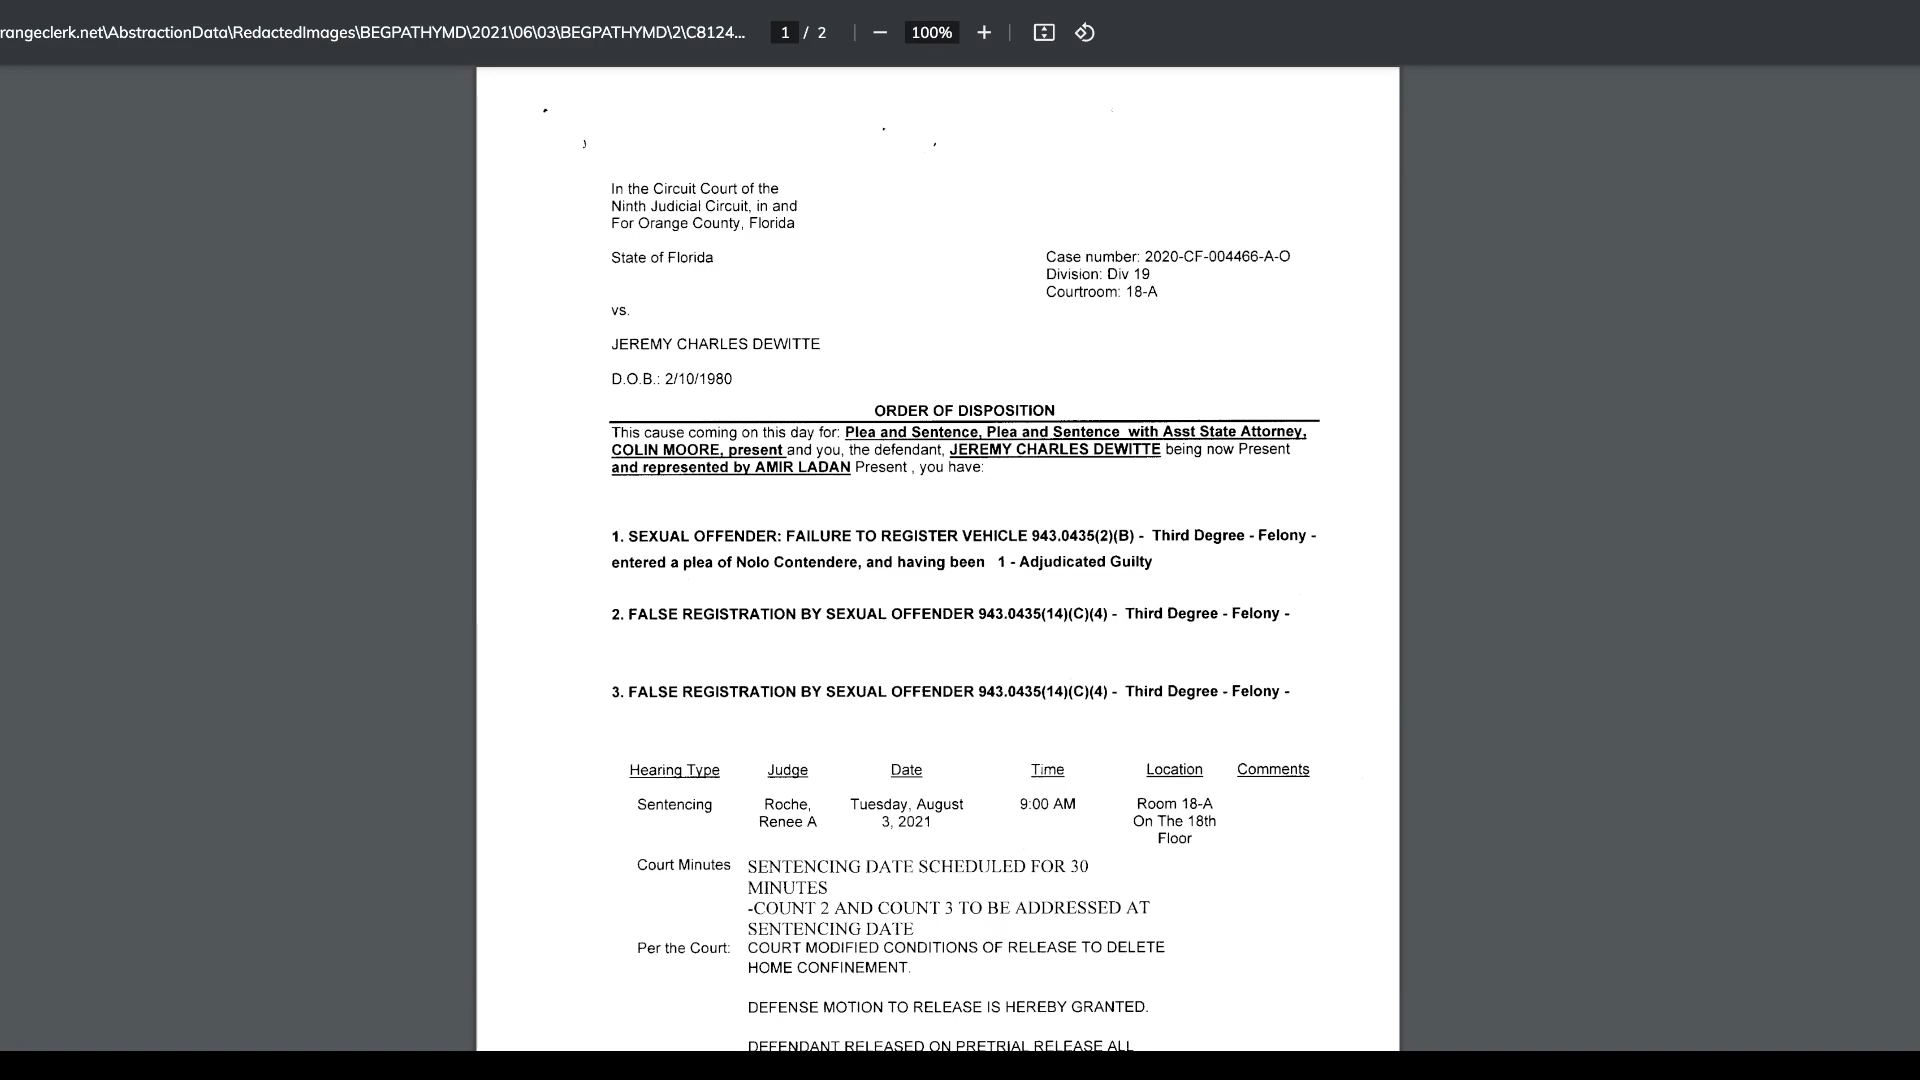 rangeclerk.net\AbstractionData\RedactedImages\BEGPATHYMD\2021\06\03\BEGPATHYMD\2\C8124... 1 / 2 100%
In the Circuit Court of the
Ninth Judicial Circuit, in and
For Orange County, Florida
State of Florida
Case number: 2020-CF-004466-A-O
Division: Div 19
Courtroom: 18-A
vs.
JEREMY CHARLES DEWITTE
D.O.B.: 2/10/1980
ORDER OF DISPOSITION
This cause coming on this day for: Plea and Sentence, Plea and Sentence with Asst State Attorney,
COLIN MOORE, present and you, the defendant, JEREMY CHARLES DEWITTE being now Present
and represented by AMIR LADAN Present , you have:
1. SEXUAL OFFENDER: FAILURE TO REGISTER VEHICLE 943.0435(2)(B) - Third Degree - Felony -
entered a plea of Nolo Contendere, and having been 1 - Adjudicated Guilty
2. FALSE REGISTRATION BY SEXUAL OFFENDER 943.0435(14)(C)(4) - Third Degree - Felony -
3. FALSE REGISTRATION BY SEXUAL OFFENDER 943.0435(14)(C)(4) - Third Degree - Felony -
Hearing Type Judge Date Time Location Comments
Sentencing Roche, Tuesday, August 9:00 AM Room 18-A
Renee A 3, 2021 On The 18th
Floor
Court Minutes SENTENCING DATE SCHEDULED FOR 30
MINUTES
-COUNT 2 AND COUNT 3 TO BE ADDRESSED AT
SENTENCING DATE
Per the Court: COURT MODIFIED CONDITIONS OF RELEASE TO DELETE
HOME CONFINEMENT.
DEFENSE MOTION TO RELEASE IS HEREBY GRANTED.
DEFENDANT RELEASED ON PRETRIAL RELEASE ALL